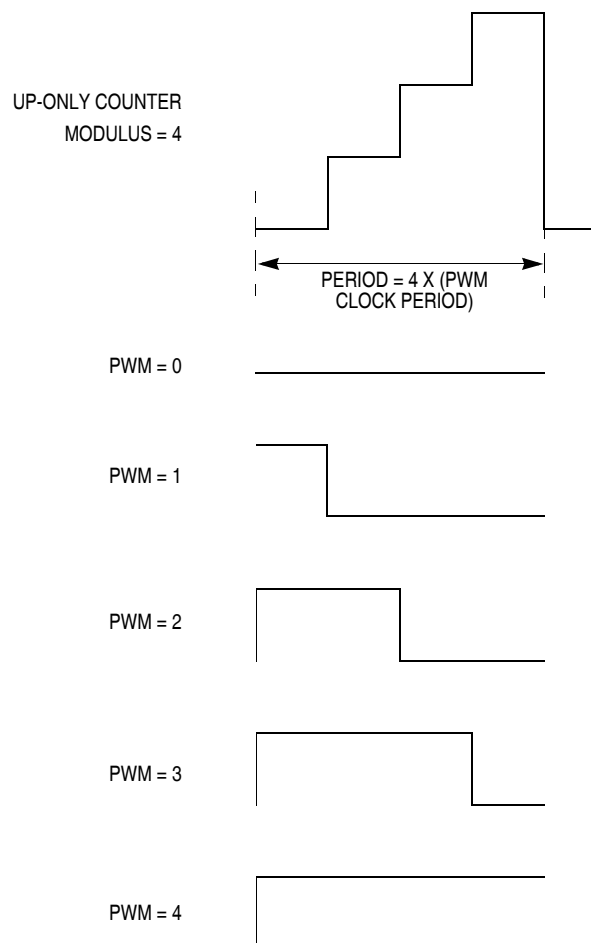 UP-ONLY COUNTER
MODULUS = 4
PERIOD = 4 X (PWM
CLOCK PERIOD)
PWM = 0
PWM = 1
PWM = 2
PWM = 3
PWM = 4